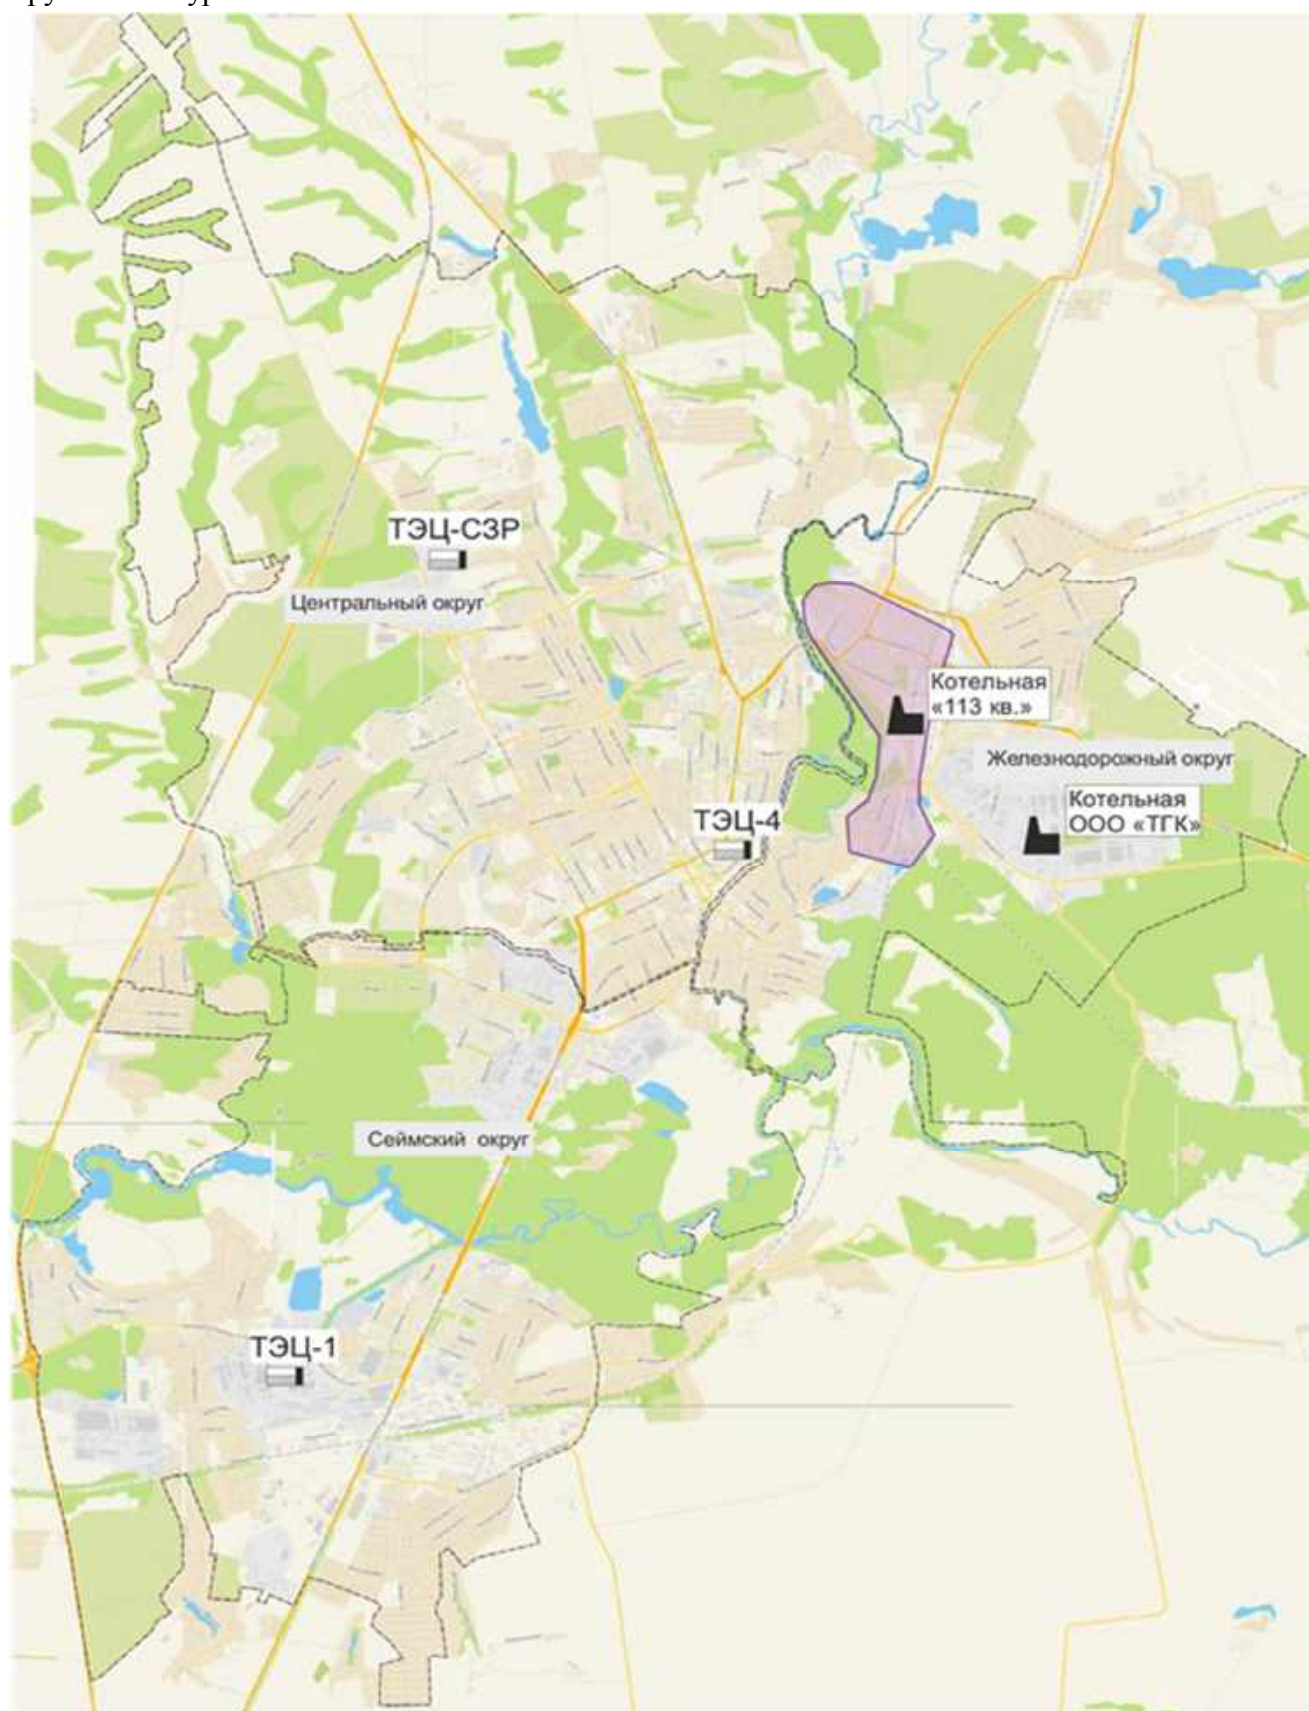 ТЭЦ-СЗР
Центральный округ
Котельная
«113 кв.»
Железнодорожный округ
Котельная
ООО «ТГК»
ТЭЦ-4
Сеймский округ
ТЭЦ-1